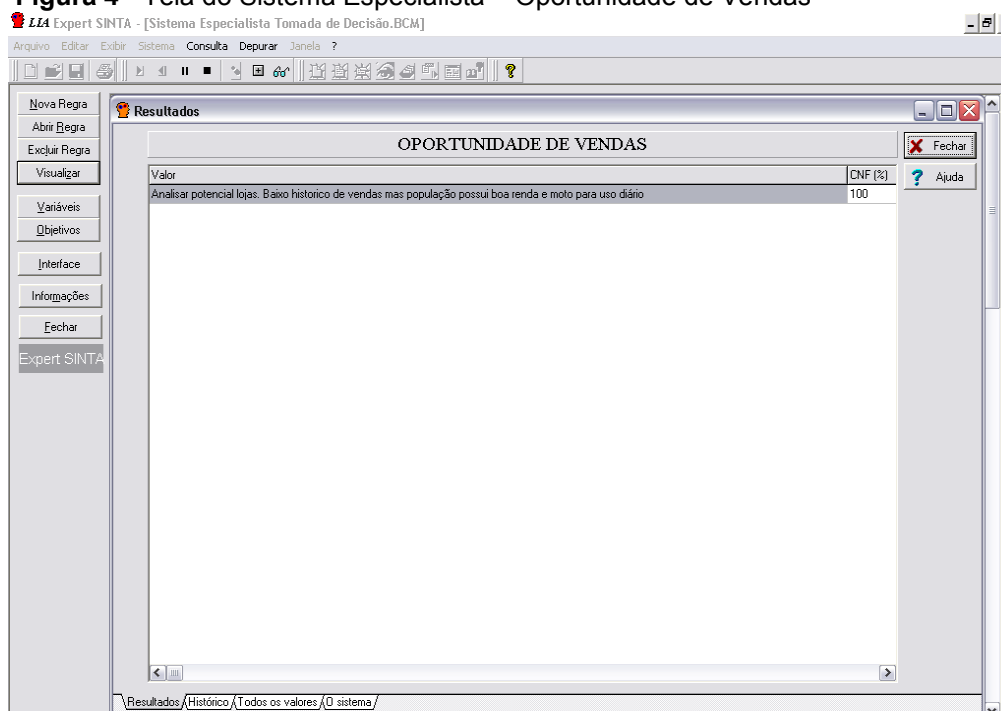 Figura 4 - Tela do Sistema Especialista – Oportunidade de Vendas
LIA Expert SINTA - [Sistema Especialista Tomada de Decisão.BCM]
Arquivo Editar Exibir Sistema Consulta Depurar Janela ?
Nova Regra
Abrir Regra
Excluir Regra
Visualizar
Variáveis
Objetivos
Interface
Informações
Fechar
Expert SINTA
Resultados
OPORTUNIDADE DE VENDAS
Fechar
Ajuda
Valor CNF (%)
Analisar potencial lojas. Baixo historico de vendas mas população possui boa renda e moto para uso diário 100
Resultados Histórico Todos os valores O sistema